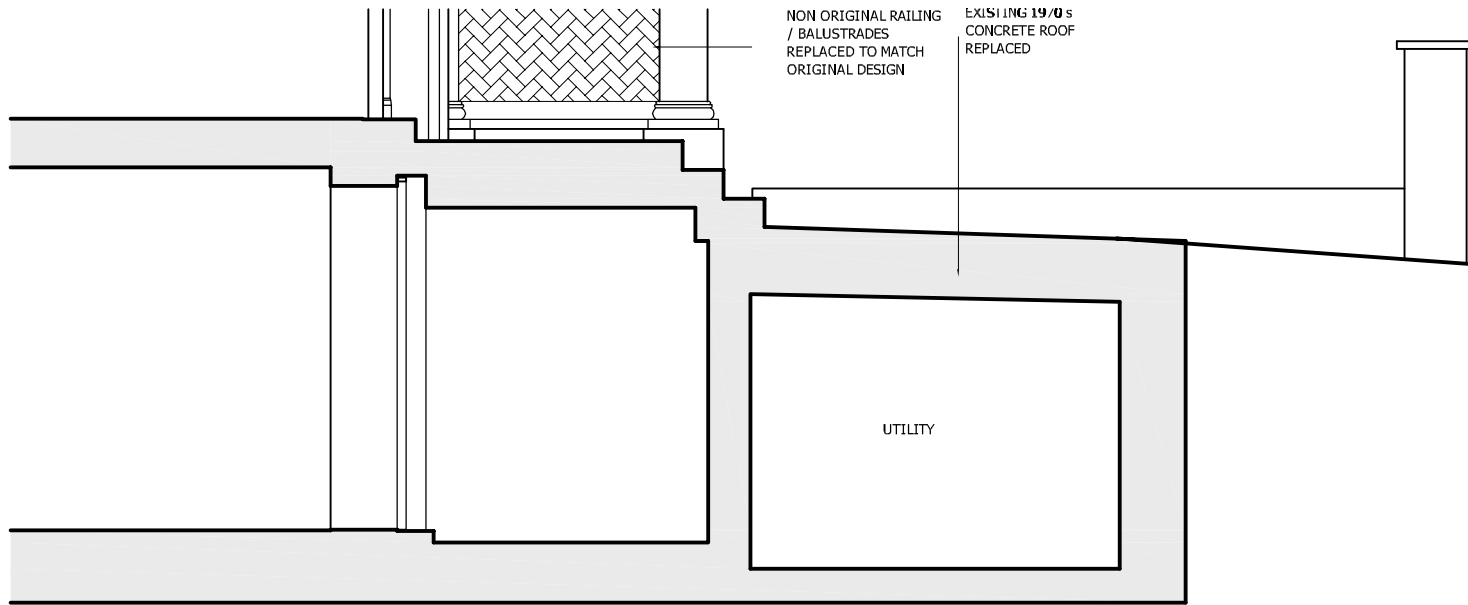 NON ORIGINAL RAILING
/ BALUSTRADES
REPLACED TO MATCH
ORIGINAL DESIGN
EXISTING 1970's
CONCRETE ROOF
REPLACED
UTILITY